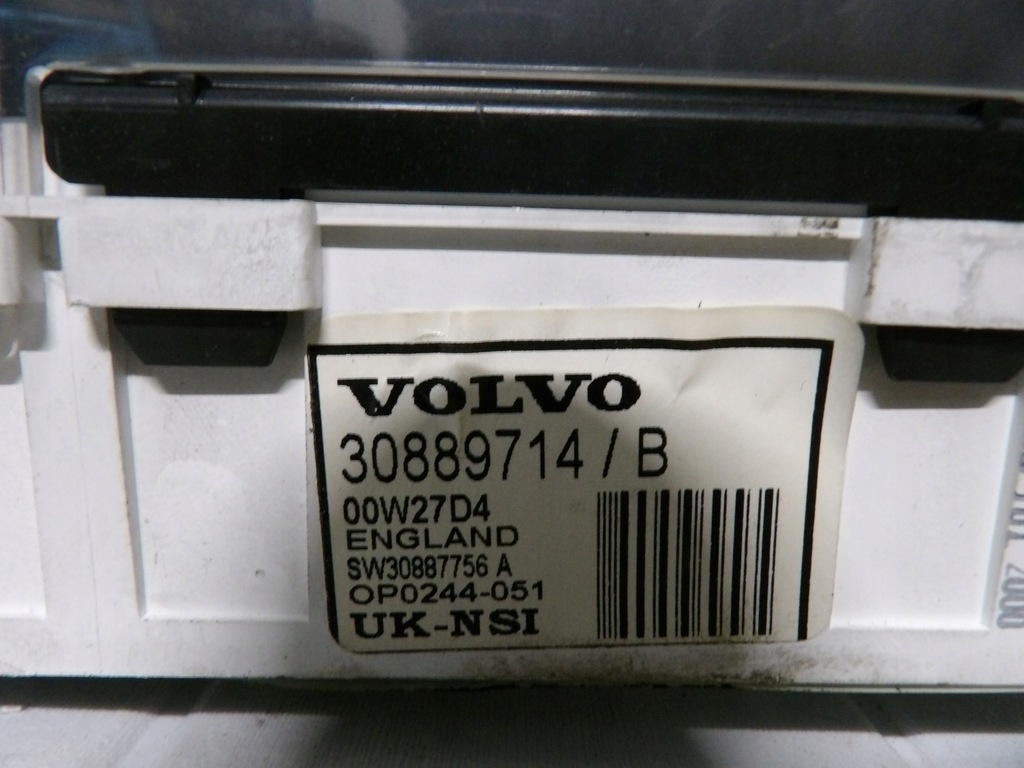 VOLVO
30889714 / B
00W27D4
ENGLAND
SW30887756 A
OP0244-051
UK-NSI